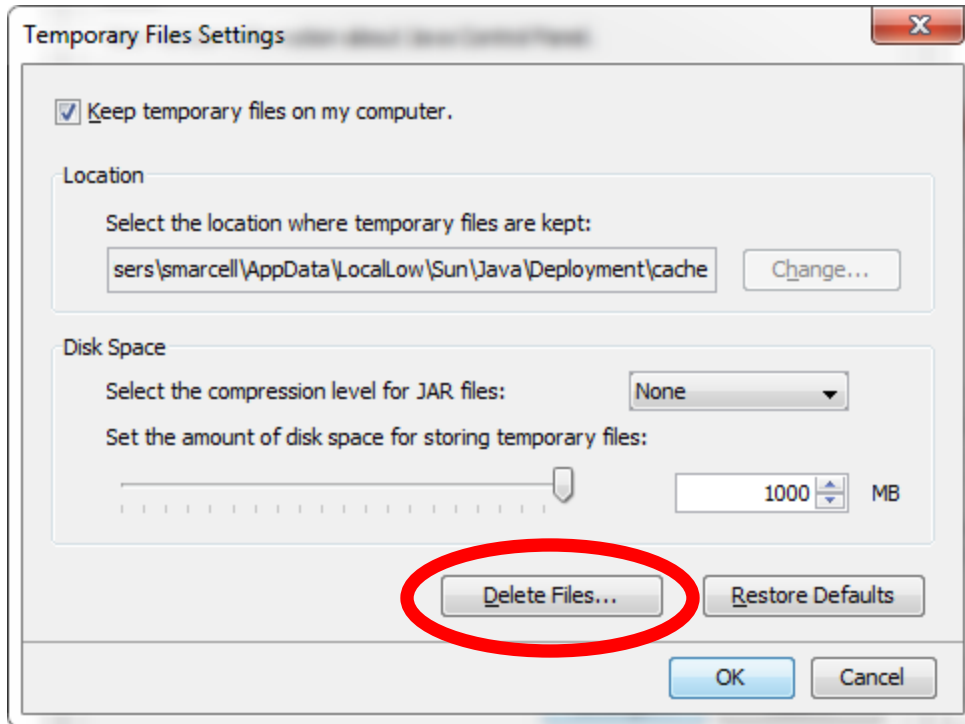 Temporary Files Settings
Keep temporary files on my computer.
Location
Select the location where temporary files are kept:
sers\smarcell\AppData\LocalLow\Sun\Java\Deployment\cache
Change...
Disk Space
Select the compression level for JAR files:
None
Set the amount of disk space for storing temporary files:
1000 MB
Delete Files...
Restore Defaults
OK
Cancel